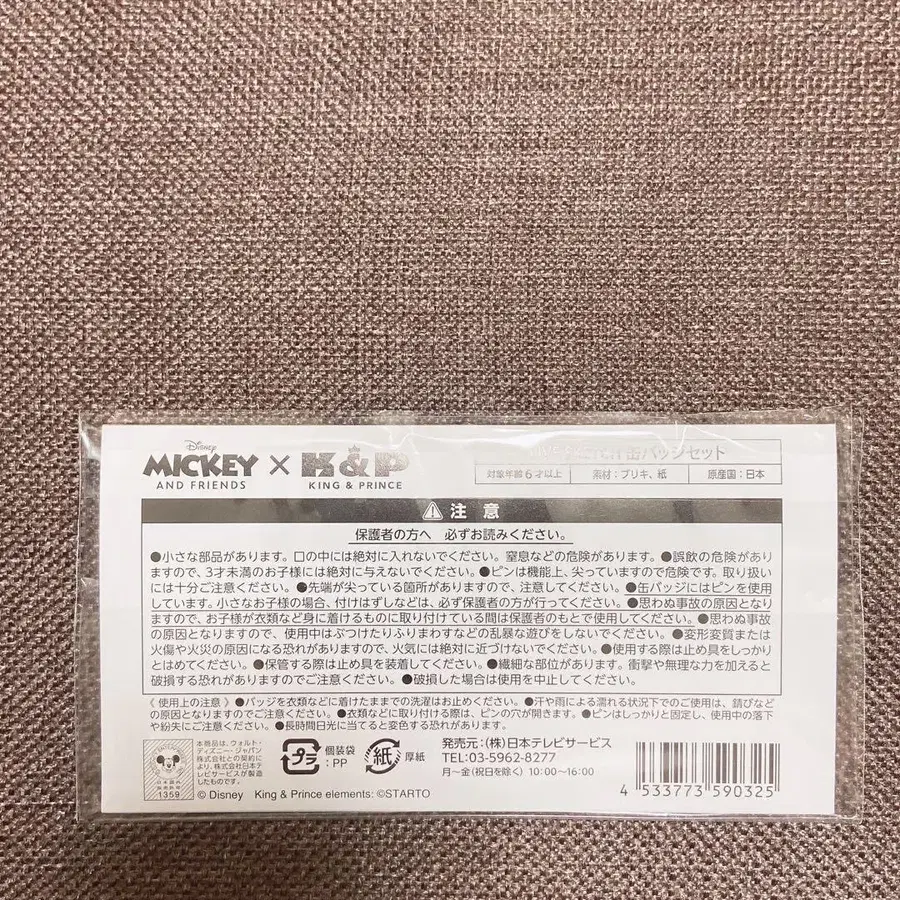 Disney
MICKEY
AND FRIENDS
×
K&P
KING & PRINCE
缶バッジセット
対象年齢6才以上
素材:ブリキ、紙
原産国:日本
注意
保護者の方へ 必ずお読みください。
●小さな部品があります。口の中には絶対に入れないでください。窒息などの危険があります。●誤飲の危険があり
ますので、3才未満のお子様には絶対に与えないでください。●ピンは機能上、尖っていますので危険です。取り扱い
には十分ご注意ください。●先端が尖っている箇所がありますので、注意してください。●缶バッジにはピンを使用
しています。小さなお子様の場合、付けはずしなどは、必ず保護者の方が行ってください。●思わぬ事故の原因となり
ますので、お子様が衣類など身に着けるものに取り付けている間は保護者のもとで使用してください。●思わぬ事故
の原因となりますので、使用中はぶつけたりふりまわすなどの乱暴な遊びをしないでください。●変形変質または
火傷や火災の原因になる恐れがありますので、火気には絶対に近づけないでください。●使用する際は止め具をしっかり
とはめてください。●保管する際は止め具を装着してください。●繊細な部位があります。衝撃や無理な力を加えると
破損する恐れがありますのでご注意ください。●破損した場合は使用を中止してください。
《使用上の注意》●バッジを衣類などに着けたままでの洗濯はお止めください。●汗や雨による濡れた状況下でのご使用は、錆びなど
の原因となりますのでご注意ください。●衣類などに取り付ける際は、ピンの穴が開きます。●ピンはしっかりと固定し、使用中の落下
や紛失にご注意ください。●長時間日光に当てると変色する恐れがあります。
本商品は、ウォルト・
ディズニー・ジャパン
株式会社との契約によ
り、株式会社日本テ
レビサービスが製造
したものです。
1359
プラ
個装袋
:PP
紙
厚紙
発売元:(株)日本テレビサービス
TEL:03-5962-8277
月〜金(祝日を除く) 10:00〜16:00
© Disney King & Prince elements: ©STARTO
4 533773 590325